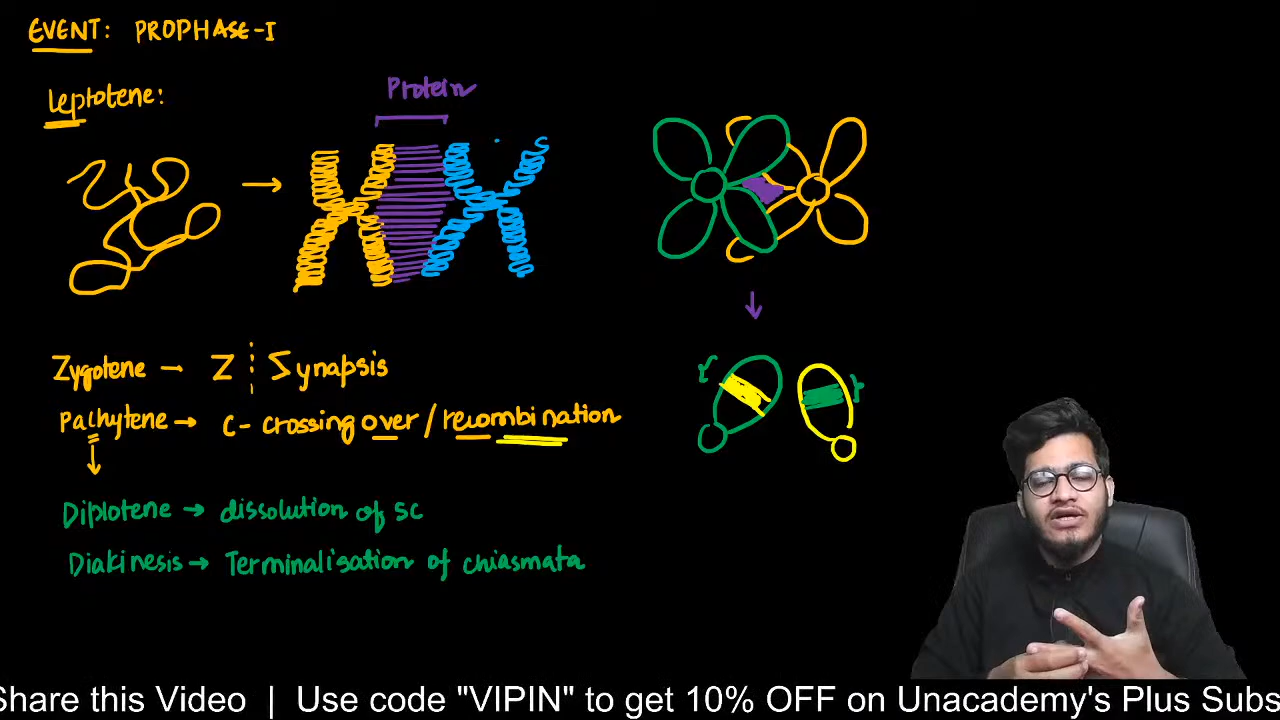 EVENT: PROPHASE-I
Leptotene:
Protein
Zygotene – Z Synapsis
Pachytene → C- crossing over / recombination
Diplotene → dissolution of SC
Diakinesis → Terminalisation of chiasmata
Share this Video | Use code "VIPIN" to get 10% OFF on Unacademy's Plus Subs